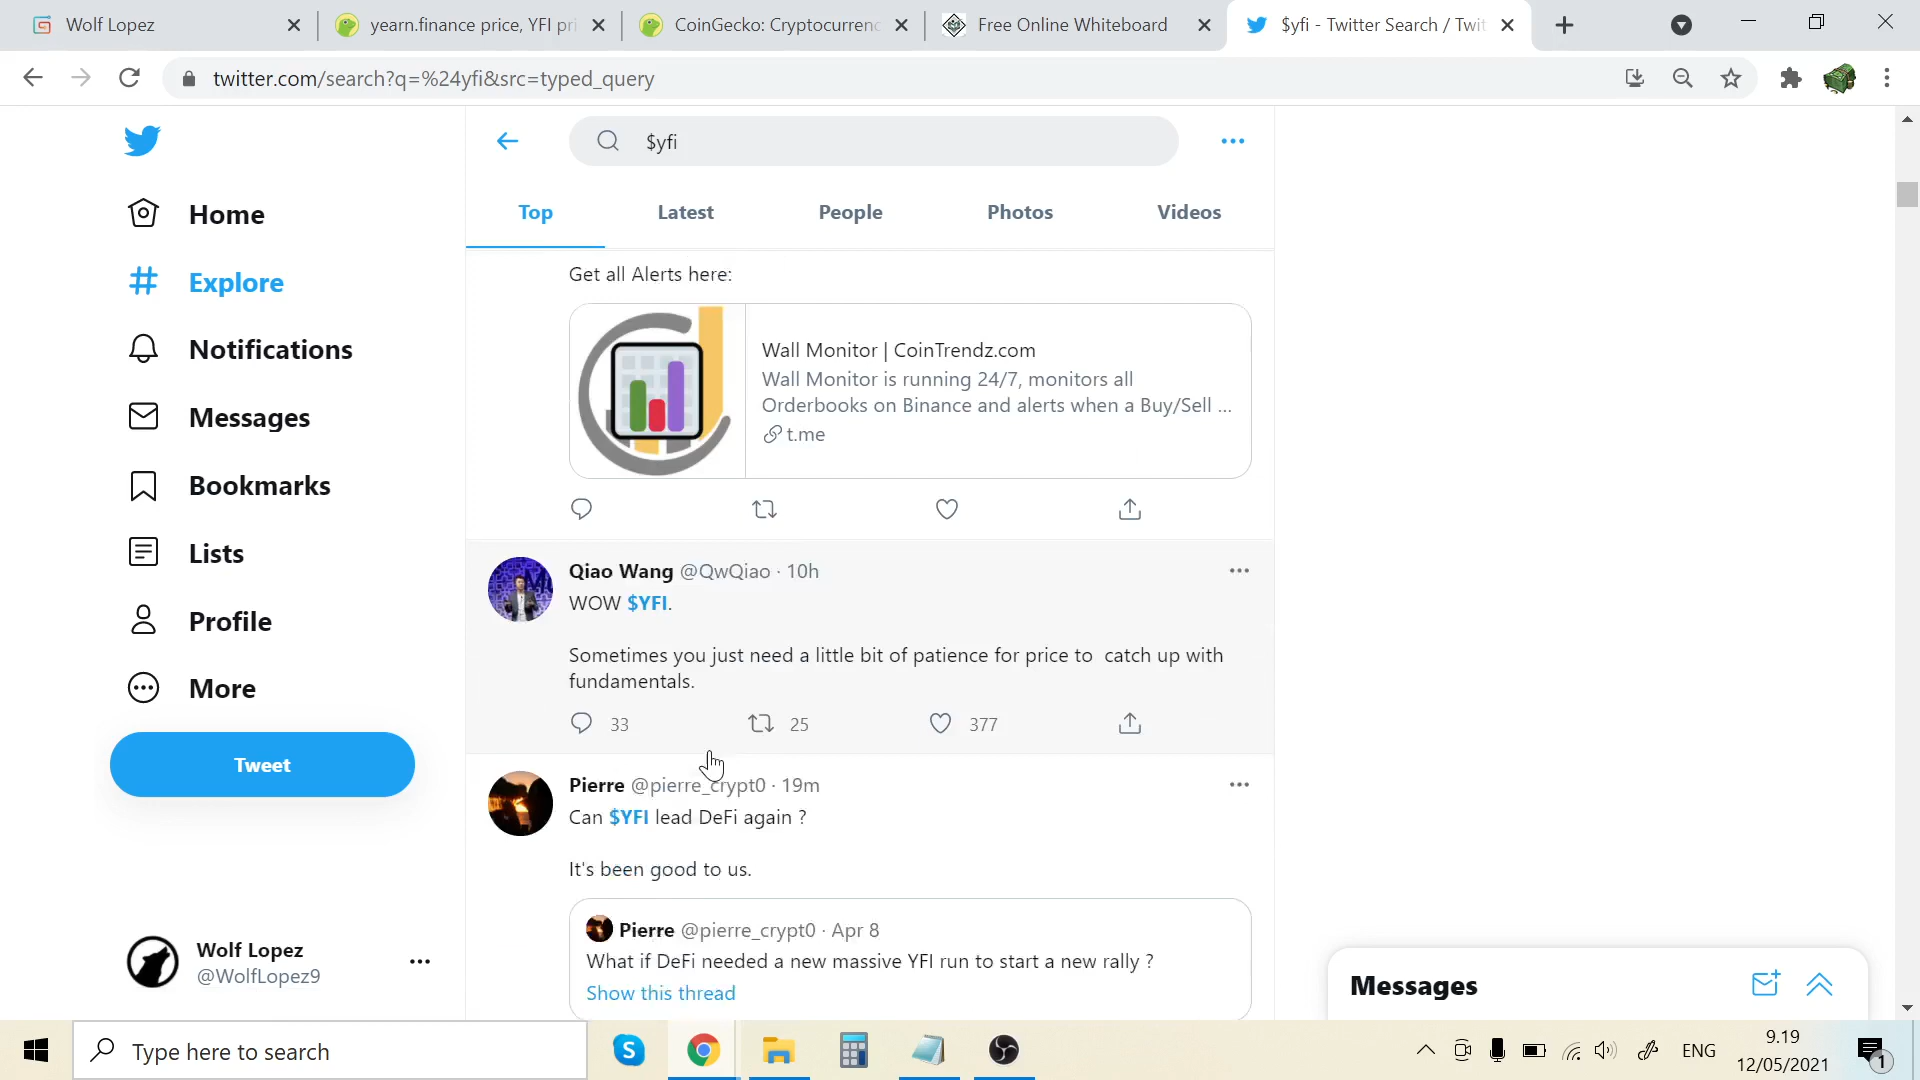 Wolf Lopez
yearn.finance price, YFI pri
CoinGecko: Cryptocurrenc
Free Online Whiteboard
$yfi - Twitter Search / Twit
twitter.com/search?q=%24yfi&src=typed_query
$yfi
Top
Latest
People
Photos
Videos
Home
Explore
Notifications
Messages
Bookmarks
Lists
Profile
More
Tweet
Wolf Lopez
@WolfLopez9
Get all Alerts here:
Wall Monitor | CoinTrendz.com
Wall Monitor is running 24/7, monitors all
Orderbooks on Binance and alerts when a Buy/Sell ...
t.me
Qiao Wang @QwQiao · 10h
WOW $YFI.
Sometimes you just need a little bit of patience for price to catch up with
fundamentals.
33
25
377
Pierre @pierre_crypt0 · 19m
Can $YFI lead DeFi again ?
It's been good to us.
Pierre @pierre_crypt0 · Apr 8
What if DeFi needed a new massive YFI run to start a new rally ?
Show this thread
Messages
Type here to search
ENG
9.19
12/05/2021
1